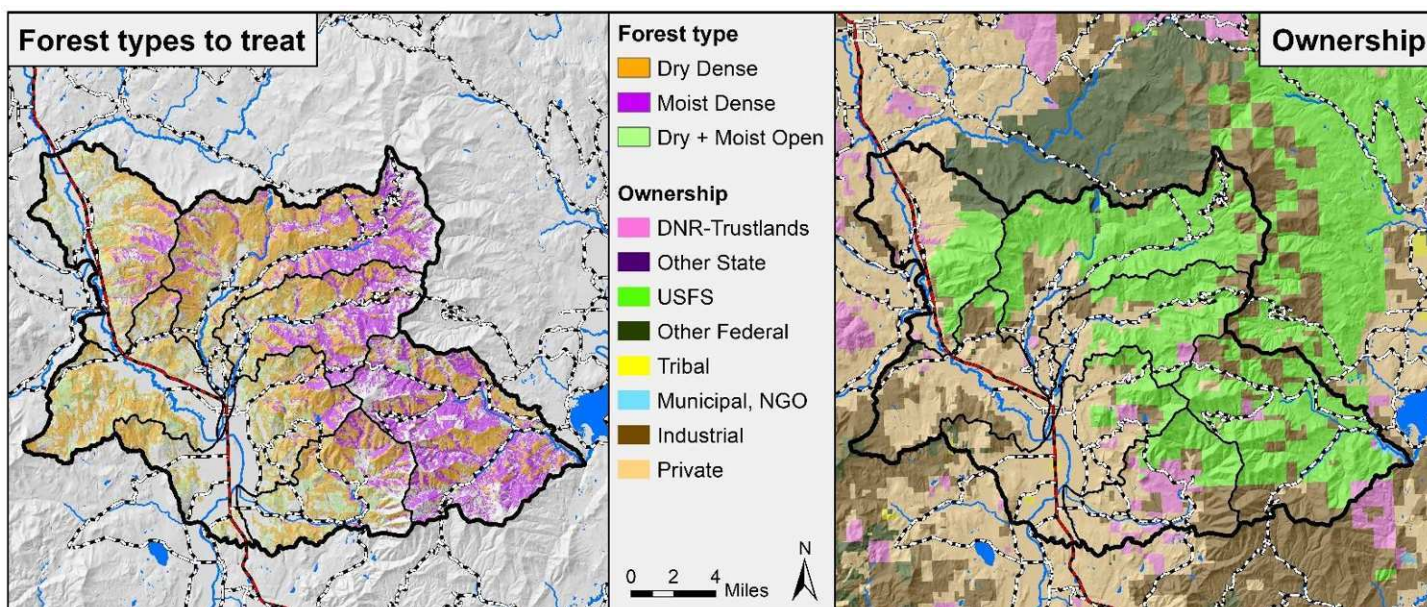 Forest types to treat
Forest type
Dry Dense
Moist Dense
Dry + Moist Open
Ownership
DNR-Trustlands
Other State
USFS
Other Federal
Tribal
Municipal, NGO
Industrial
Private
N
0 2 4
Miles
Ownership